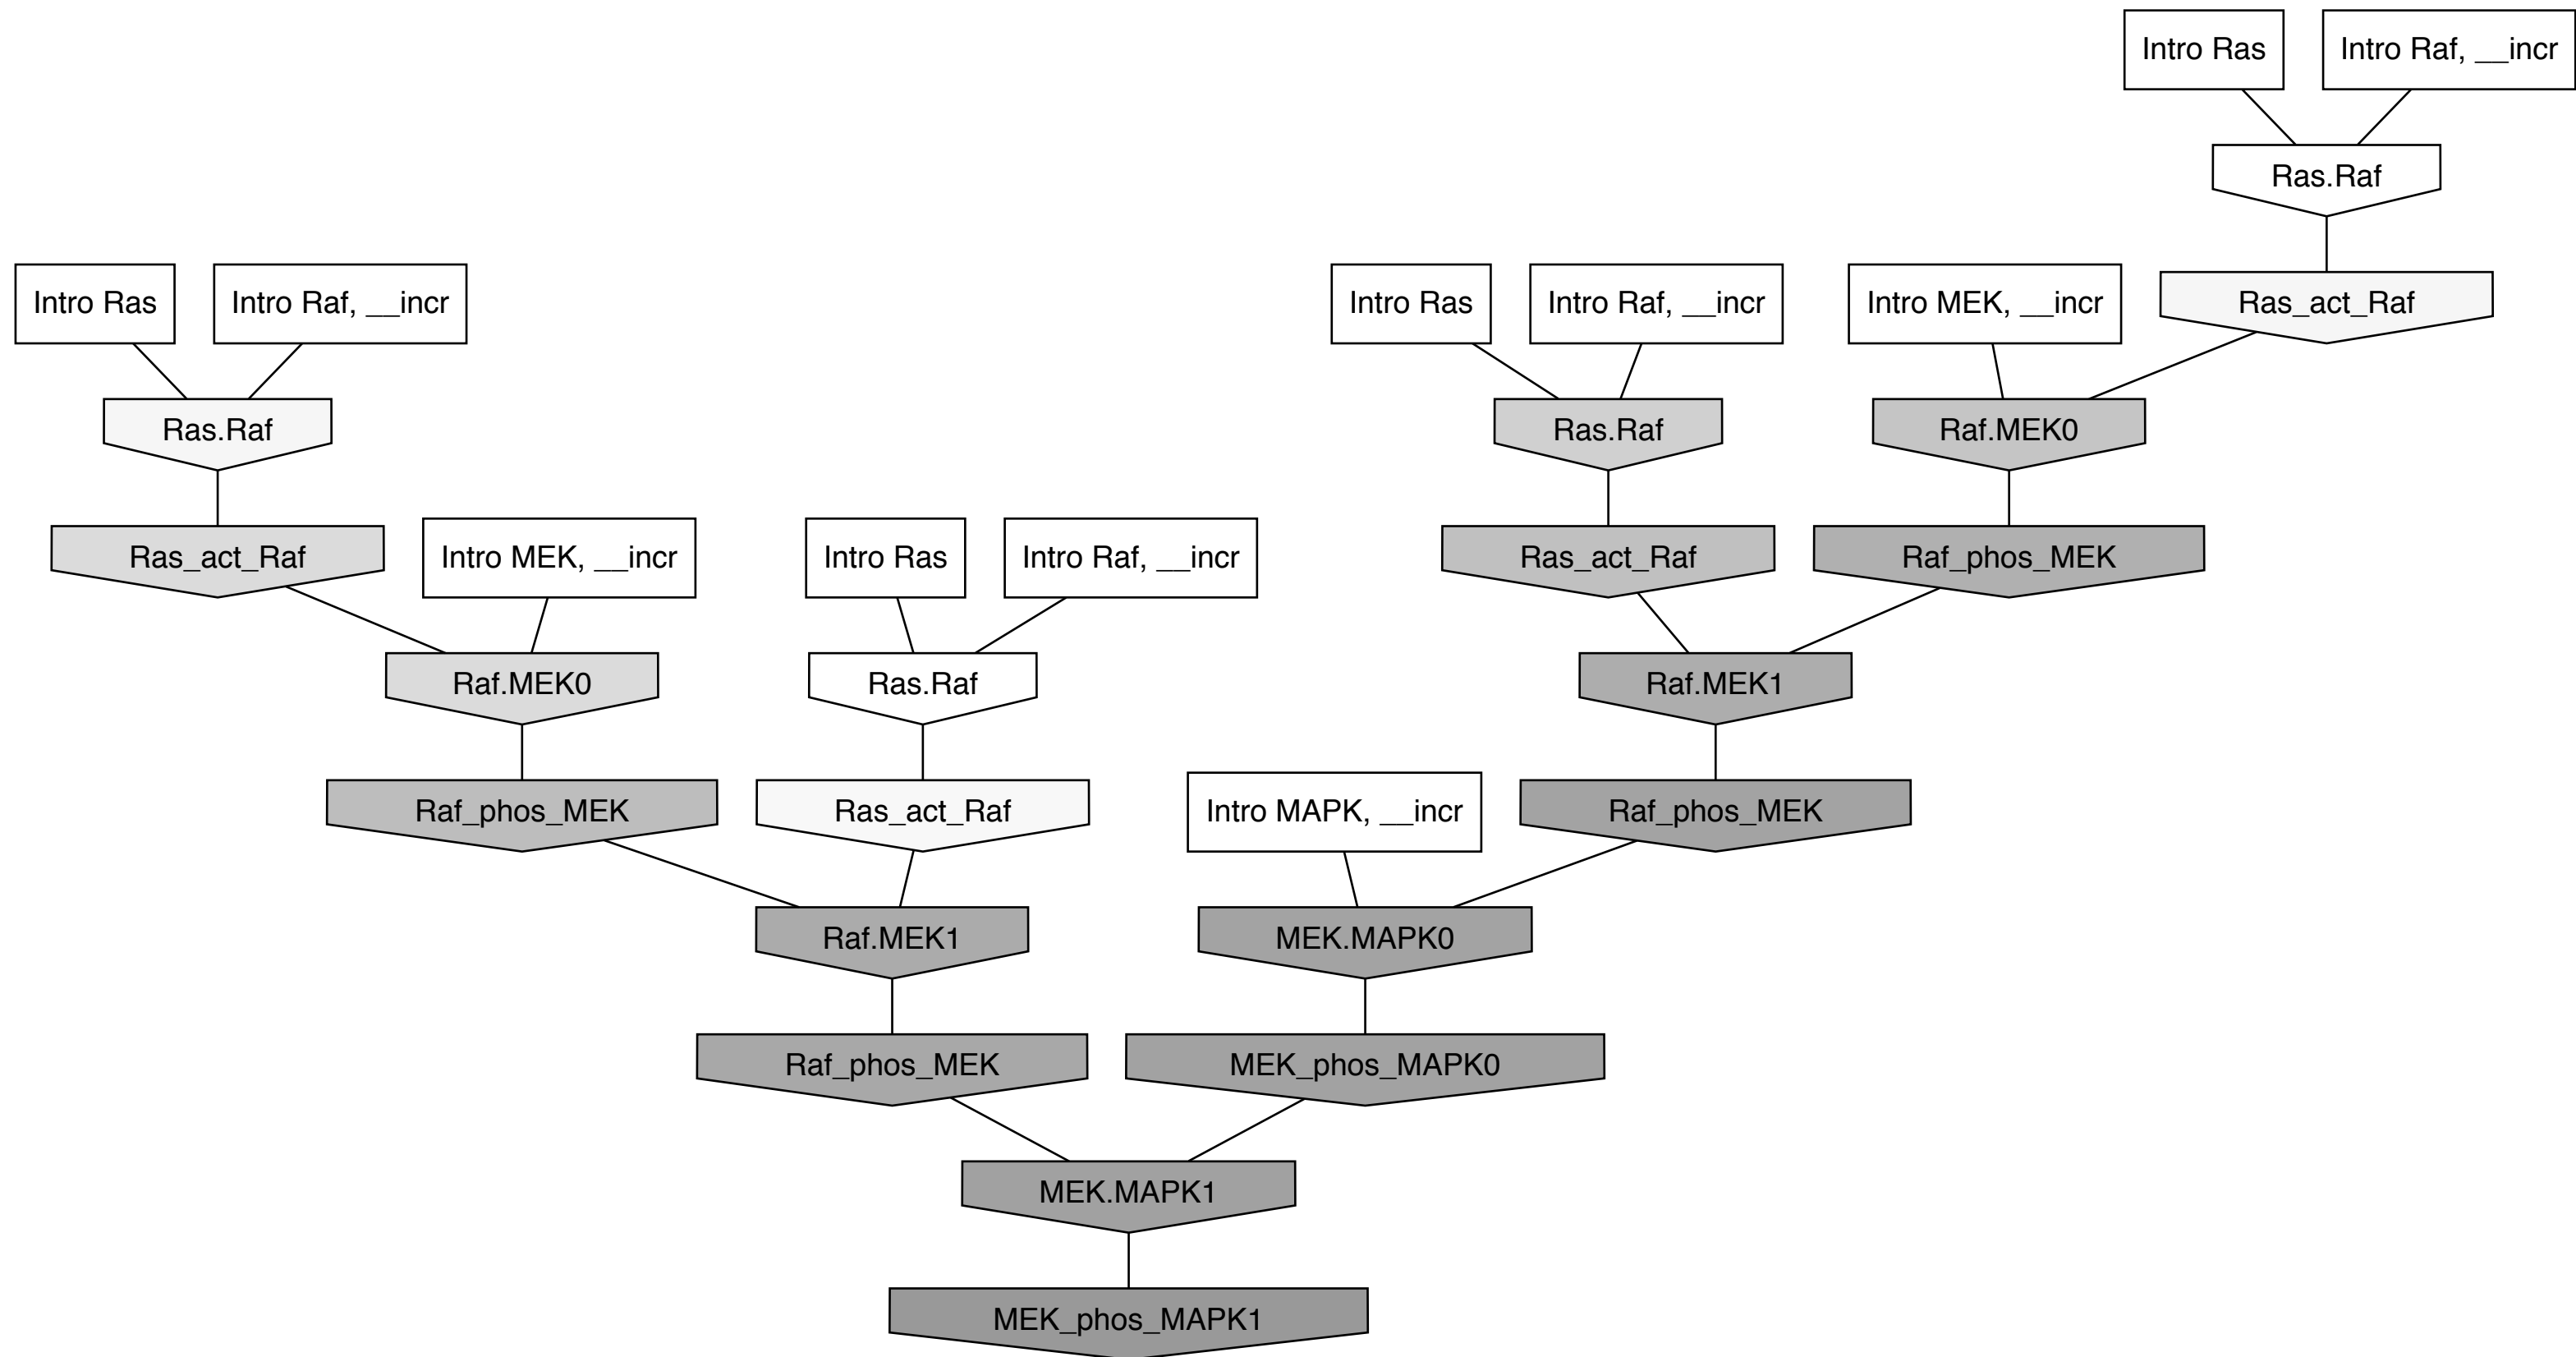 Intro Ras
Intro Raf, __incr
Ras.Raf
Intro Ras
Intro Raf, __incr
Intro Ras
Intro Raf, __incr
Intro MEK, __incr
Ras_act_Raf
Ras.Raf
Ras.Raf
Raf.MEK0
Ras_act_Raf
Intro MEK, __incr
Intro Ras
Intro Raf, __incr
Ras_act_Raf
Raf_phos_MEK
Raf.MEK0
Ras.Raf
Raf.MEK1
Raf_phos_MEK
Ras_act_Raf
Intro MAPK, __incr
Raf_phos_MEK
Raf.MEK1
MEK.MAPK0
Raf_phos_MEK
MEK_phos_MAPK0
MEK.MAPK1
MEK_phos_MAPK1